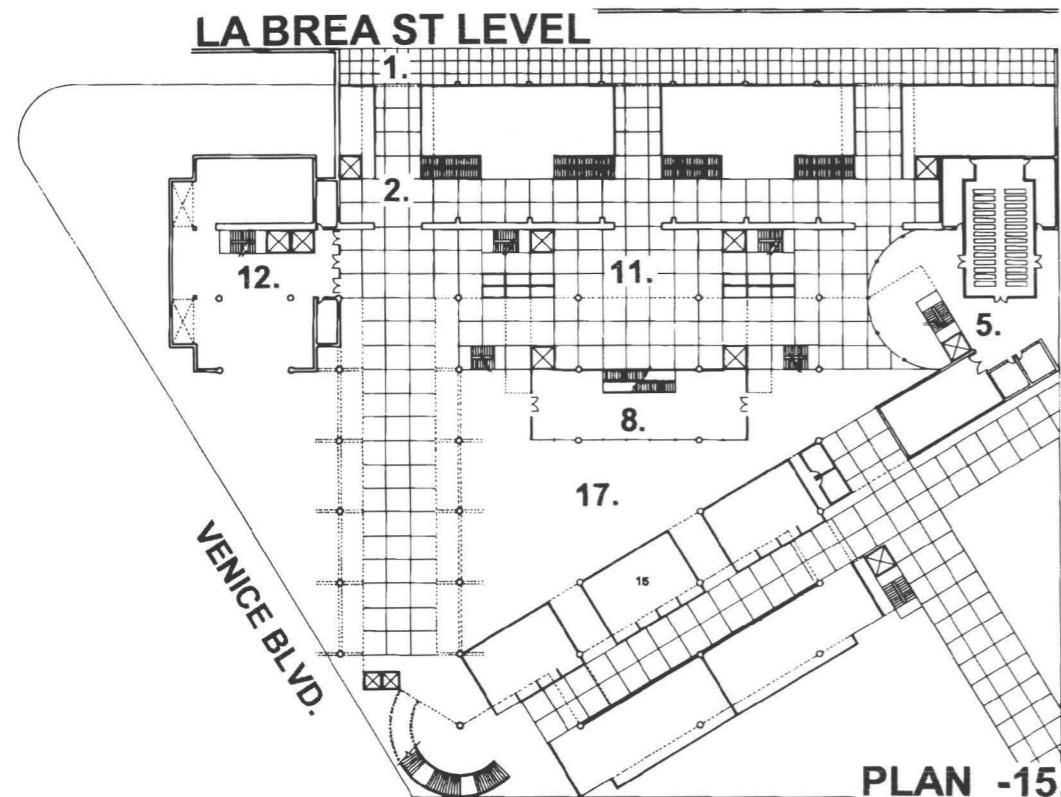 LA BREA ST LEVEL
1.
2.
11.
12.
5.
8.
17.
15
VENICE BLVD.
PLAN -15